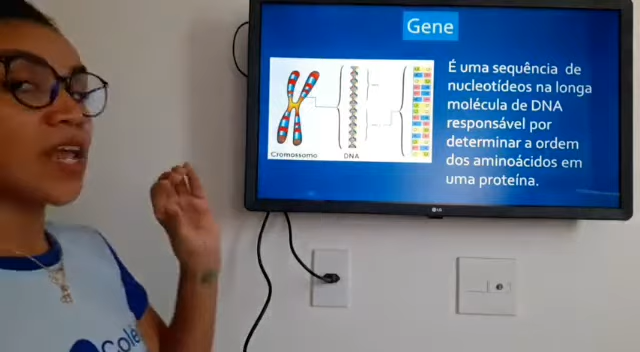 Gene
É uma sequência de
nucleotídeos na longa
molécula de DNA
responsável por
determinar a ordem
dos aminoácidos em
uma proteína.
Cromossomo
DNA
LG
Colé